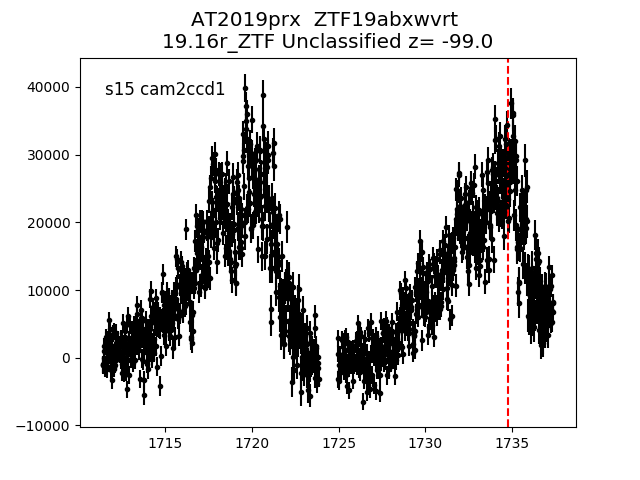 AT2019prx  ZTF19abxwvrt
19.16r_ZTF Unclassified z= -99.0
s15 cam2ccd1
40000
30000
20000
10000
0
−10000
1715 1720 1725 1730 1735